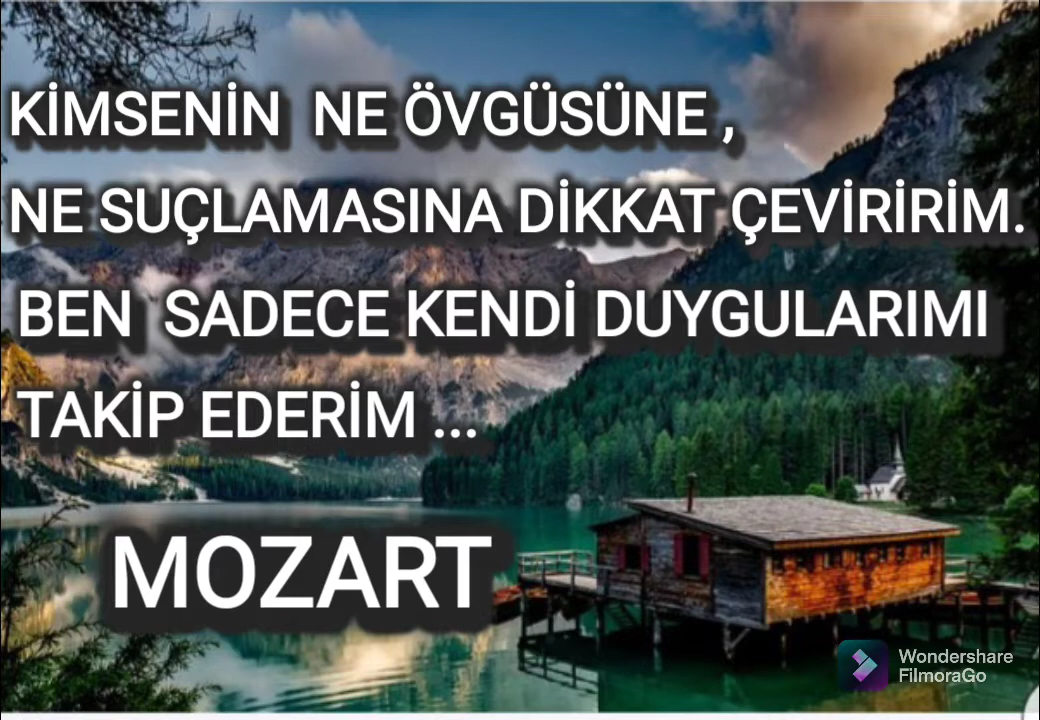 KİMSENİN NE ÖVGÜSÜNE ,
NE SUÇLAMASINA DİKKAT ÇEVİRİRİM.
BEN SADECE KENDİ DUYGULARIMI
TAKİP EDERİM ...
MOZART
Wondershare
FilmoraGo